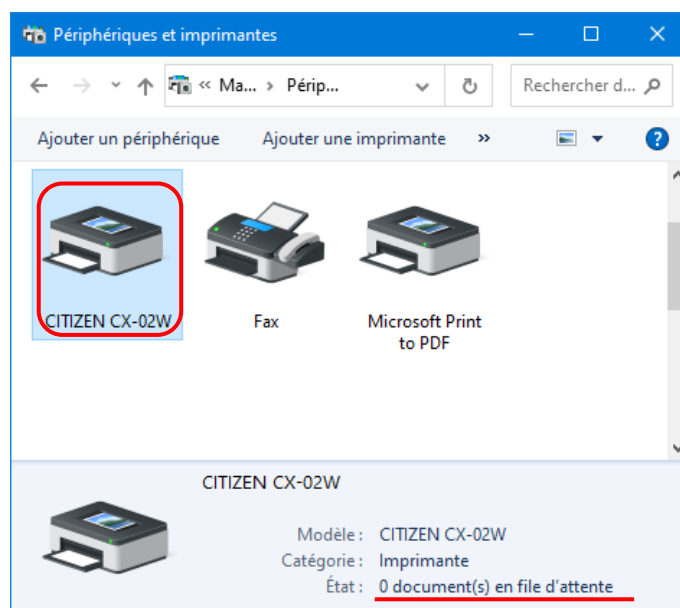 Périphériques et imprimantes
« Ma... › Périp...
Rechercher d...
Ajouter un périphérique Ajouter une imprimante »
CITIZEN CX-02W
Fax
Microsoft Print
to PDF
CITIZEN CX-02W
Modèle : CITIZEN CX-02W
Catégorie : Imprimante
État : 0 document(s) en file d'attente